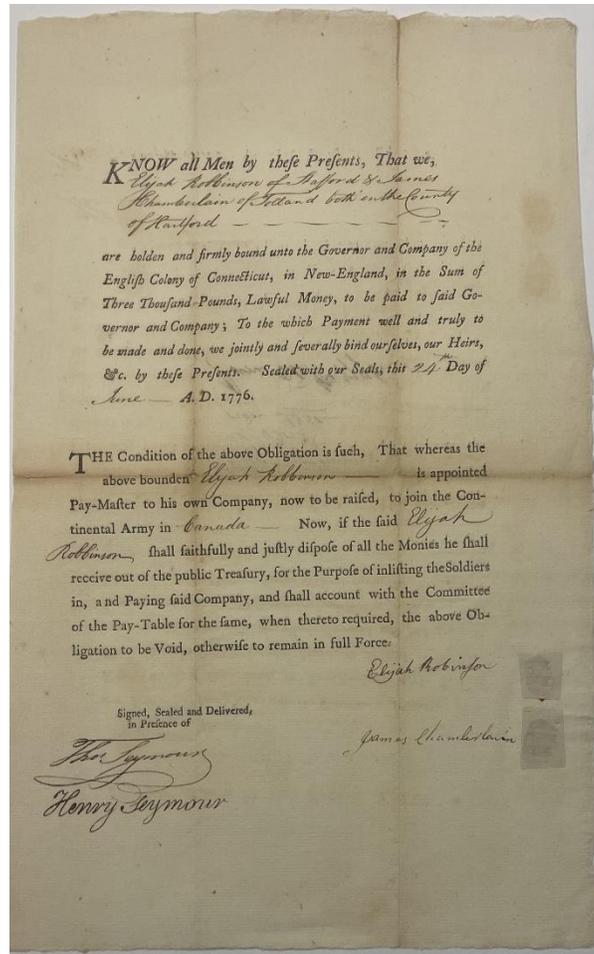 KNOW all Men by theſe Preſents, That we,
Elijah Robbinson of Stafford & James
Chamberlain of Tolland both in the County
of Hartford
are holden and firmly bound unto the Governor and Company of the
Engliſh Colony of Connecticut, in New-England, in the Sum of
Three Thouſand Pounds, Lawful Money, to be paid to ſaid Go-
vernor and Company; To the which Payment well and truly to
be made and done, we jointly and ſeverally bind ourſelves, our Heirs,
&c. by theſe Preſents. Sealed with our Seals, this 24th Day of
June — A. D. 1776.
THE Condition of the above Obligation is ſuch, That whereas the
above bounden Elijah Robbinson — is appointed
Pay-Maſter to his own Company, now to be raiſed, to join the Con-
tinental Army in Canada — Now, if the ſaid Elijah
Robbinson ſhall faithfully and juſtly diſpoſe of all the Monies he ſhall
receive out of the public Treaſury, for the Purpoſe of inliſting the Soldiers
in, and Paying ſaid Company, and ſhall account with the Committee
of the Pay-Table for the ſame, when thereto required, the above Ob-
ligation to be Void, otherwiſe to remain in full Force.
Elijah Robinson
Signed, Sealed and Delivered,
in Preſence of
James Chamberlain
Thos Seymour
Henry Seymour